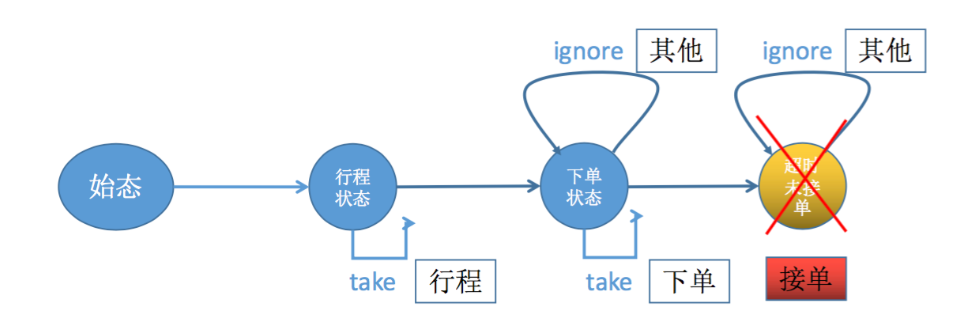 ignore 其他
ignore 其他
始态
行程
状态
下单
状态
超时
未接
单
take 行程
take 下单
接单